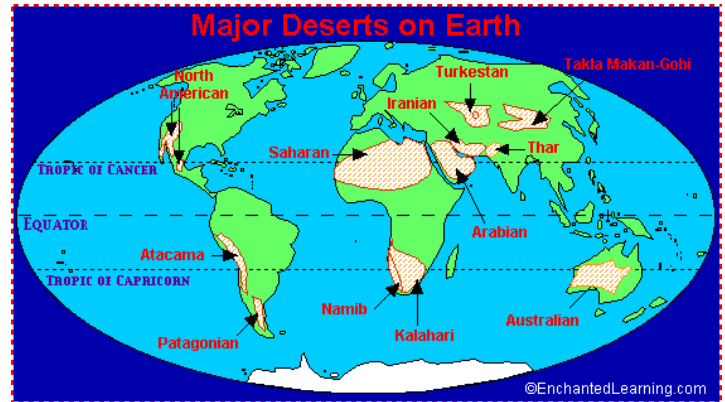 Major Deserts on Earth
North
American
Turkestan
Takla Makan-Gobi
Iranian
Saharan
Thar
TROPIC OF CANCER
EQUATOR
Arabian
Atacama
TROPIC OF CAPRICORN
Namib
Kalahari
Australian
Patagonian
©EnchantedLearning.com